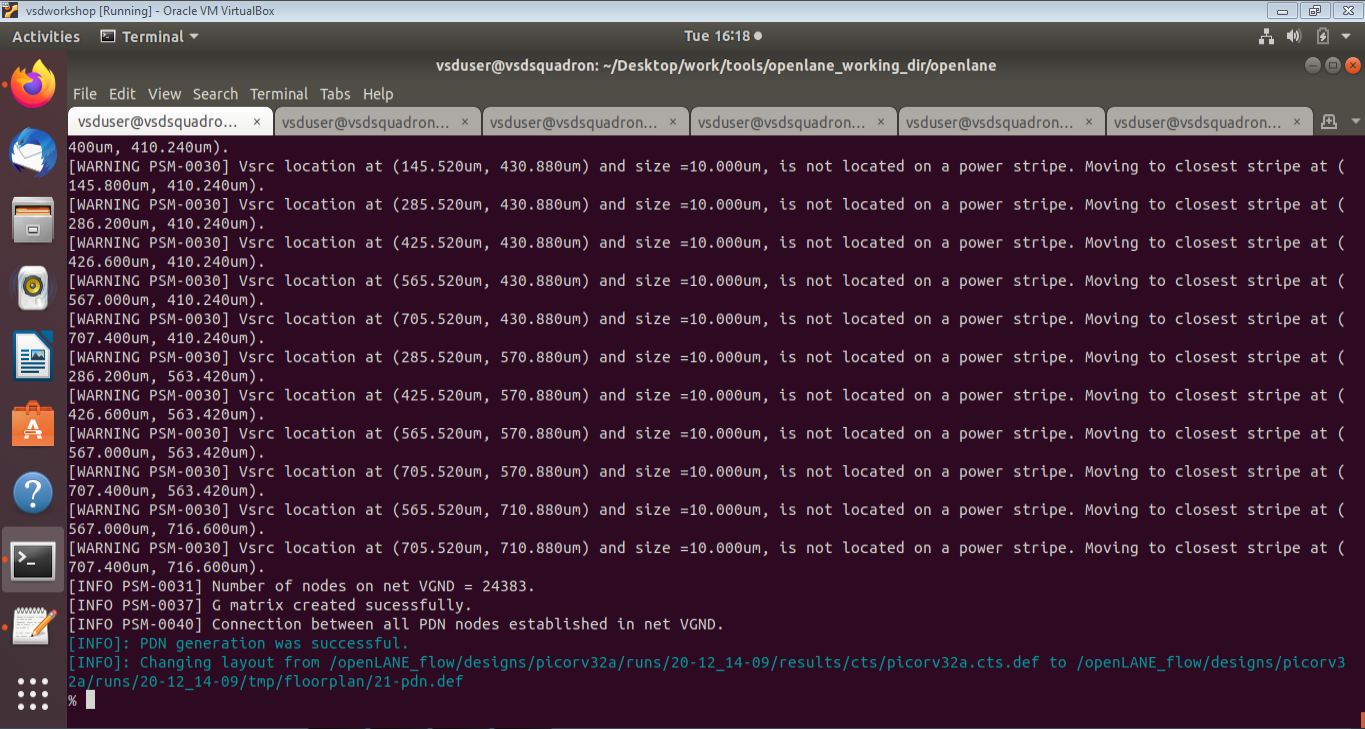 vsdworkshop [Running] - Oracle VM VirtualBox
Activities Terminal Tue 16:18
vsduser@vsdsquadron: ~/Desktop/work/tools/openlane_working_dir/openlane
File Edit View Search Terminal Tabs Help
vsduser@vsdsquadro... × vsduser@vsdsquadron... × vsduser@vsdsquadron... × vsduser@vsdsquadron... × vsduser@vsdsquadron... × vsduser@vsdsquadron... ×
400um, 410.240um).
[WARNING PSM-0030] Vsrc location at (145.520um, 430.880um) and size =10.000um, is not located on a power stripe. Moving to closest stripe at (
145.800um, 410.240um).
[WARNING PSM-0030] Vsrc location at (285.520um, 430.880um) and size =10.000um, is not located on a power stripe. Moving to closest stripe at (
286.200um, 410.240um).
[WARNING PSM-0030] Vsrc location at (425.520um, 430.880um) and size =10.000um, is not located on a power stripe. Moving to closest stripe at (
426.600um, 410.240um).
[WARNING PSM-0030] Vsrc location at (565.520um, 430.880um) and size =10.000um, is not located on a power stripe. Moving to closest stripe at (
567.000um, 410.240um).
[WARNING PSM-0030] Vsrc location at (705.520um, 430.880um) and size =10.000um, is not located on a power stripe. Moving to closest stripe at (
707.400um, 410.240um).
[WARNING PSM-0030] Vsrc location at (285.520um, 570.880um) and size =10.000um, is not located on a power stripe. Moving to closest stripe at (
286.200um, 563.420um).
[WARNING PSM-0030] Vsrc location at (425.520um, 570.880um) and size =10.000um, is not located on a power stripe. Moving to closest stripe at (
426.600um, 563.420um).
[WARNING PSM-0030] Vsrc location at (565.520um, 570.880um) and size =10.000um, is not located on a power stripe. Moving to closest stripe at (
567.000um, 563.420um).
[WARNING PSM-0030] Vsrc location at (705.520um, 570.880um) and size =10.000um, is not located on a power stripe. Moving to closest stripe at (
707.400um, 563.420um).
[WARNING PSM-0030] Vsrc location at (565.520um, 710.880um) and size =10.000um, is not located on a power stripe. Moving to closest stripe at (
567.000um, 716.600um).
[WARNING PSM-0030] Vsrc location at (705.520um, 710.880um) and size =10.000um, is not located on a power stripe. Moving to closest stripe at (
707.400um, 716.600um).
[INFO PSM-0031] Number of nodes on net VGND = 24383.
[INFO PSM-0037] G matrix created sucessfully.
[INFO PSM-0040] Connection between all PDN nodes established in net VGND.
[INFO]: PDN generation was successful.
[INFO]: Changing layout from /openLANE_flow/designs/picorv32a/runs/20-12_14-09/results/cts/picorv32a.cts.def to /openLANE_flow/designs/picorv3
2a/runs/20-12_14-09/tmp/floorplan/21-pdn.def
%